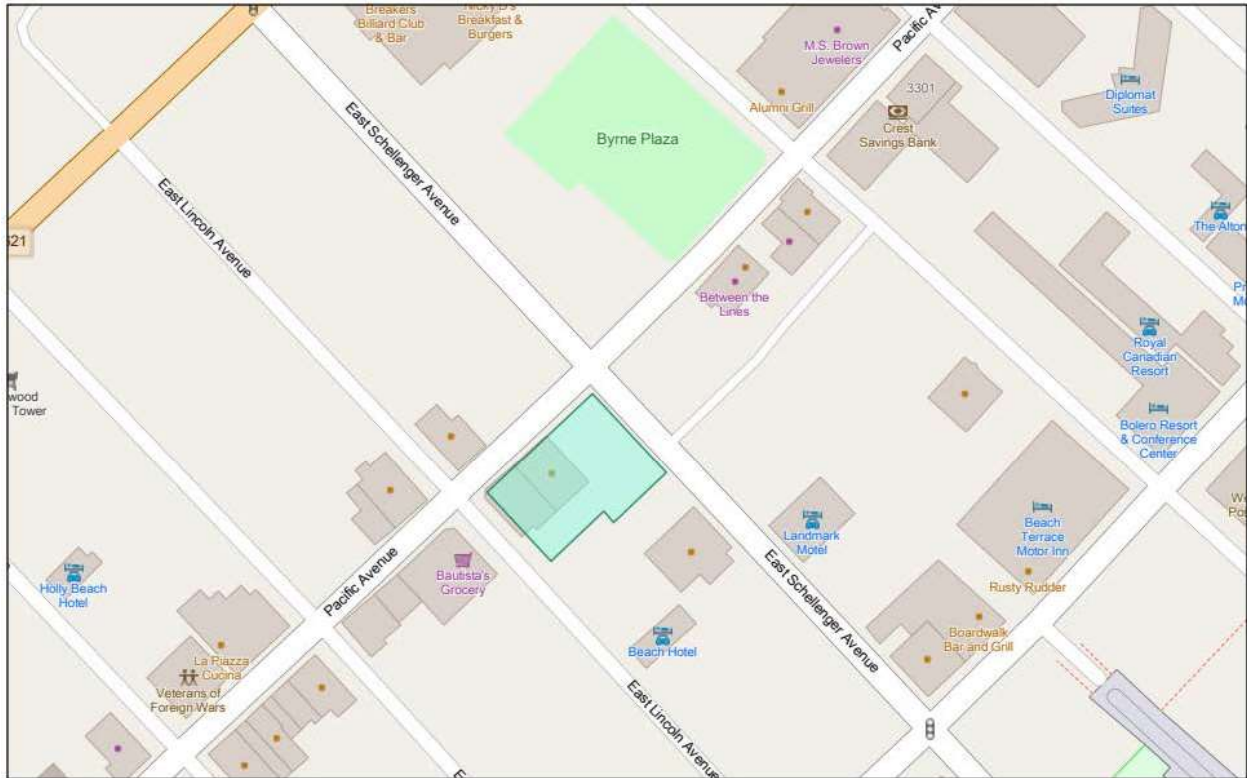 Breakers
Billiard Club
& Bar
Nicky D's
Breakfast &
Burgers
Pacific Av
M.S. Brown
Jewelers
3301
Alumni Grill
Crest
Savings Bank
Diplomat
Suites
East Schellenger Avenue
Byrne Plaza
East Lincoln Avenue
The Alton
621
Between the
Lines
Royal
Canadian
Resort
wood
Tower
Bolero Resort
& Conference
Center
Beach
Terrace
Motor Inn
Landmark
Motel
Bautista's
Grocery
Pacific Avenue
Holly Beach
Hotel
East Schellenger Avenue
Rusty Rudder
Boardwalk
Bar and Grill
Beach Hotel
La Piazza
Cucina
Veterans of
Foreign Wars
East Lincoln Avenue